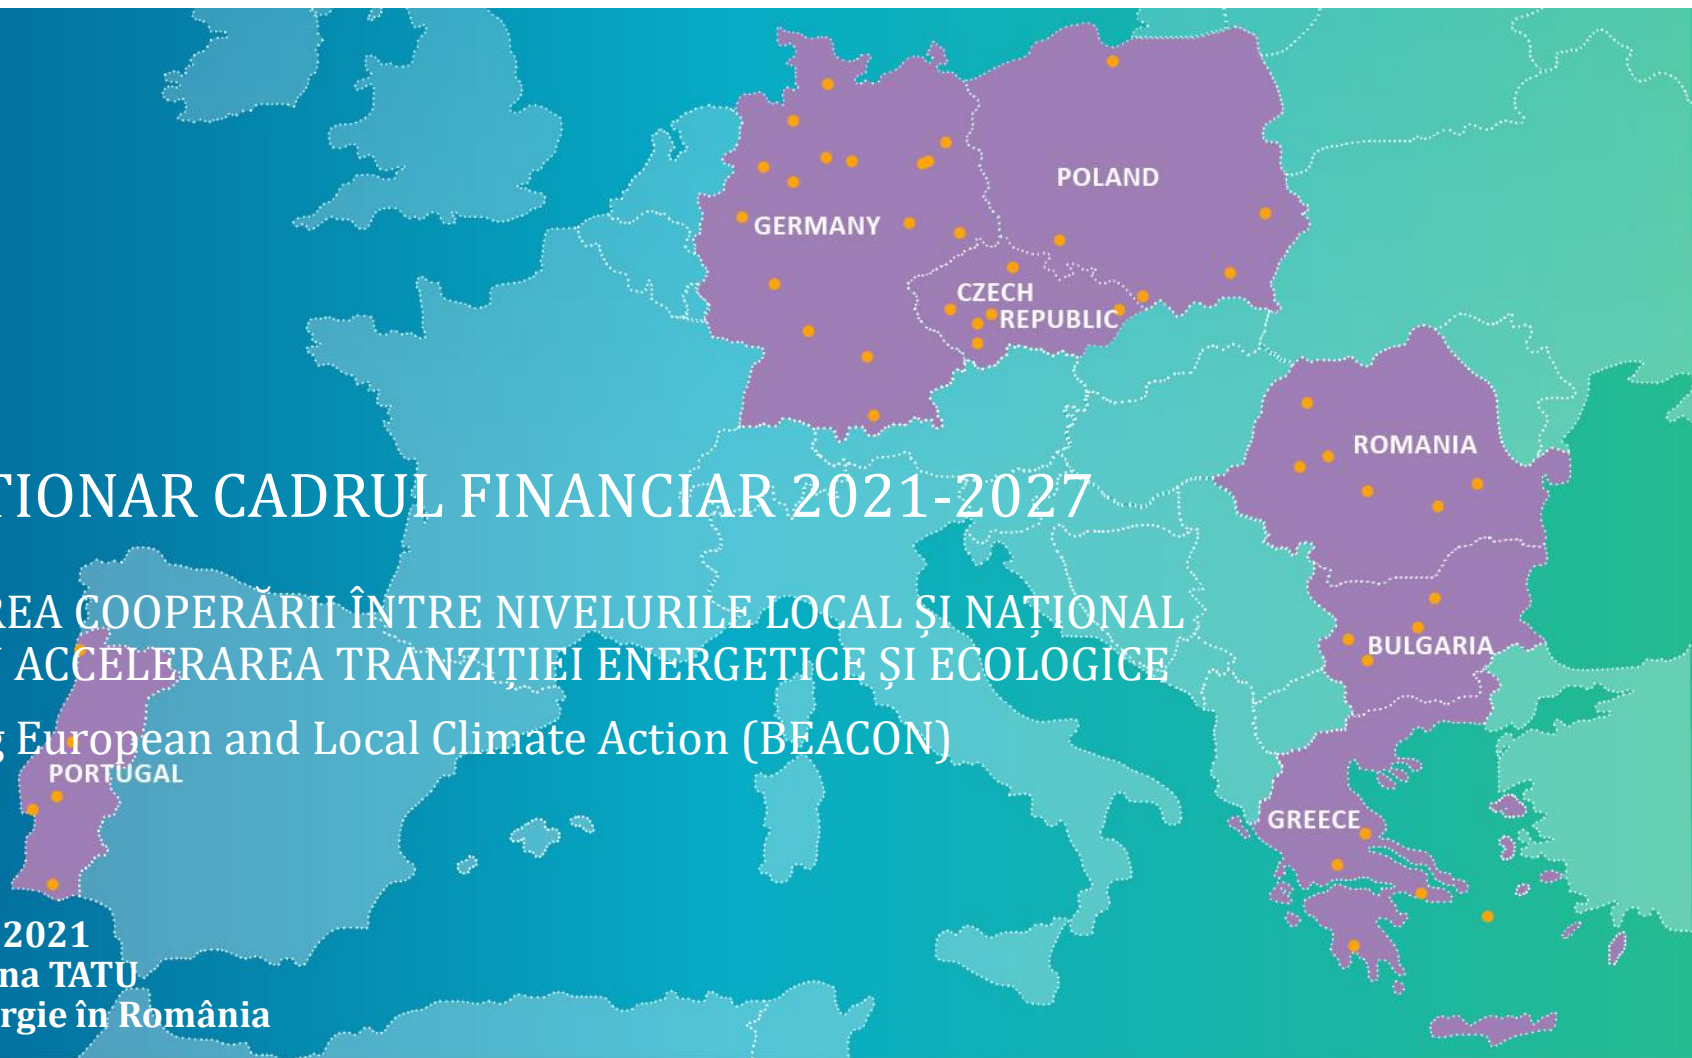 POLAND
GERMANY
CZECH
REPUBLIC
ROMANIA
TIONAR CADRUL FINANCIAR 2021-2027
REA COOPERĂRII ÎNTRE NIVELURILE LOCAL ȘI NAȚIONAL
ACCELERAREA TRANZIȚIEI ENERGETICE ȘI ECOLOGICE
BULGARIA
g European and Local Climate Action (BEACON)
PORTUGAL
GREECE
2021
na TATU
rgie în România